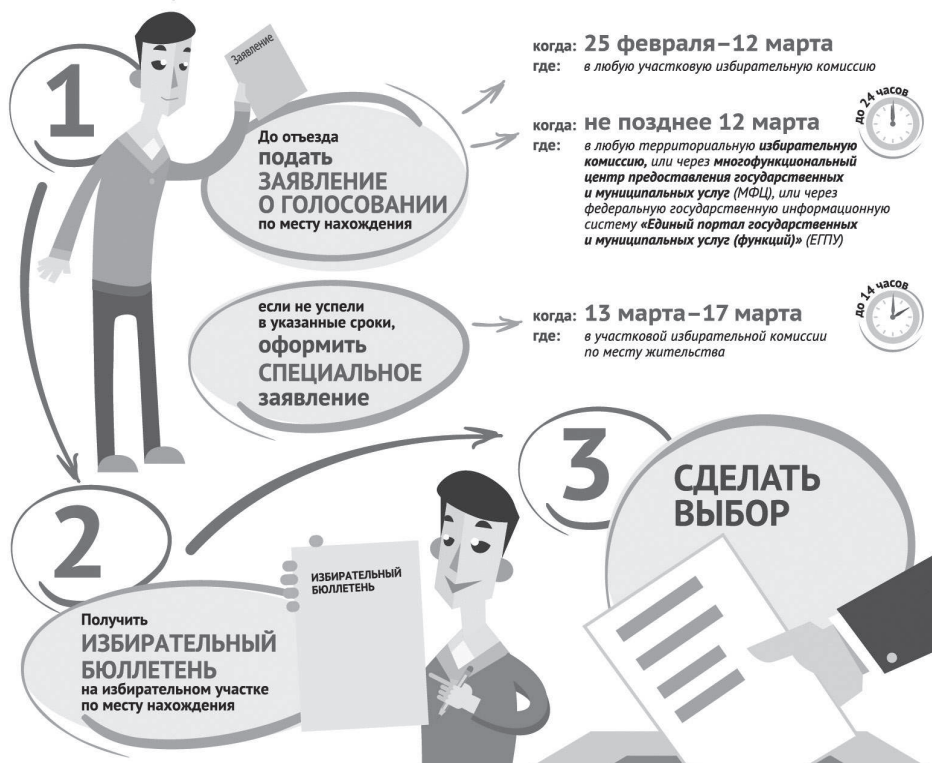 1
Заявление
До отъезда
подать
ЗАЯВЛЕНИЕ
О ГОЛОСОВАНИИ
по месту нахождения
когда: 25 февраля–12 марта
где: в любую участковую избирательную комиссию
когда: не позднее 12 марта
до 24 часов
где: в любую территориальную избирательную
комиссию, или через многофункциональный
центр предоставления государственных
и муниципальных услуг (МФЦ), или через
федеральную государственную информационную
систему «Единый портал государственных
и муниципальных услуг (функций)» (ЕГПУ)
если не успели
в указанные сроки,
оформить
СПЕЦИАЛЬНОЕ
заявление
когда: 13 марта–17 марта
до 14 часов
где: в участковой избирательной комиссии
по месту жительства
2
Получить
ИЗБИРАТЕЛЬНЫЙ
БЮЛЛЕТЕНЬ
на избирательном участке
по месту нахождения
ИЗБИРАТЕЛЬНЫЙ
БЮЛЛЕТЕНЬ
3
СДЕЛАТЬ
ВЫБОР